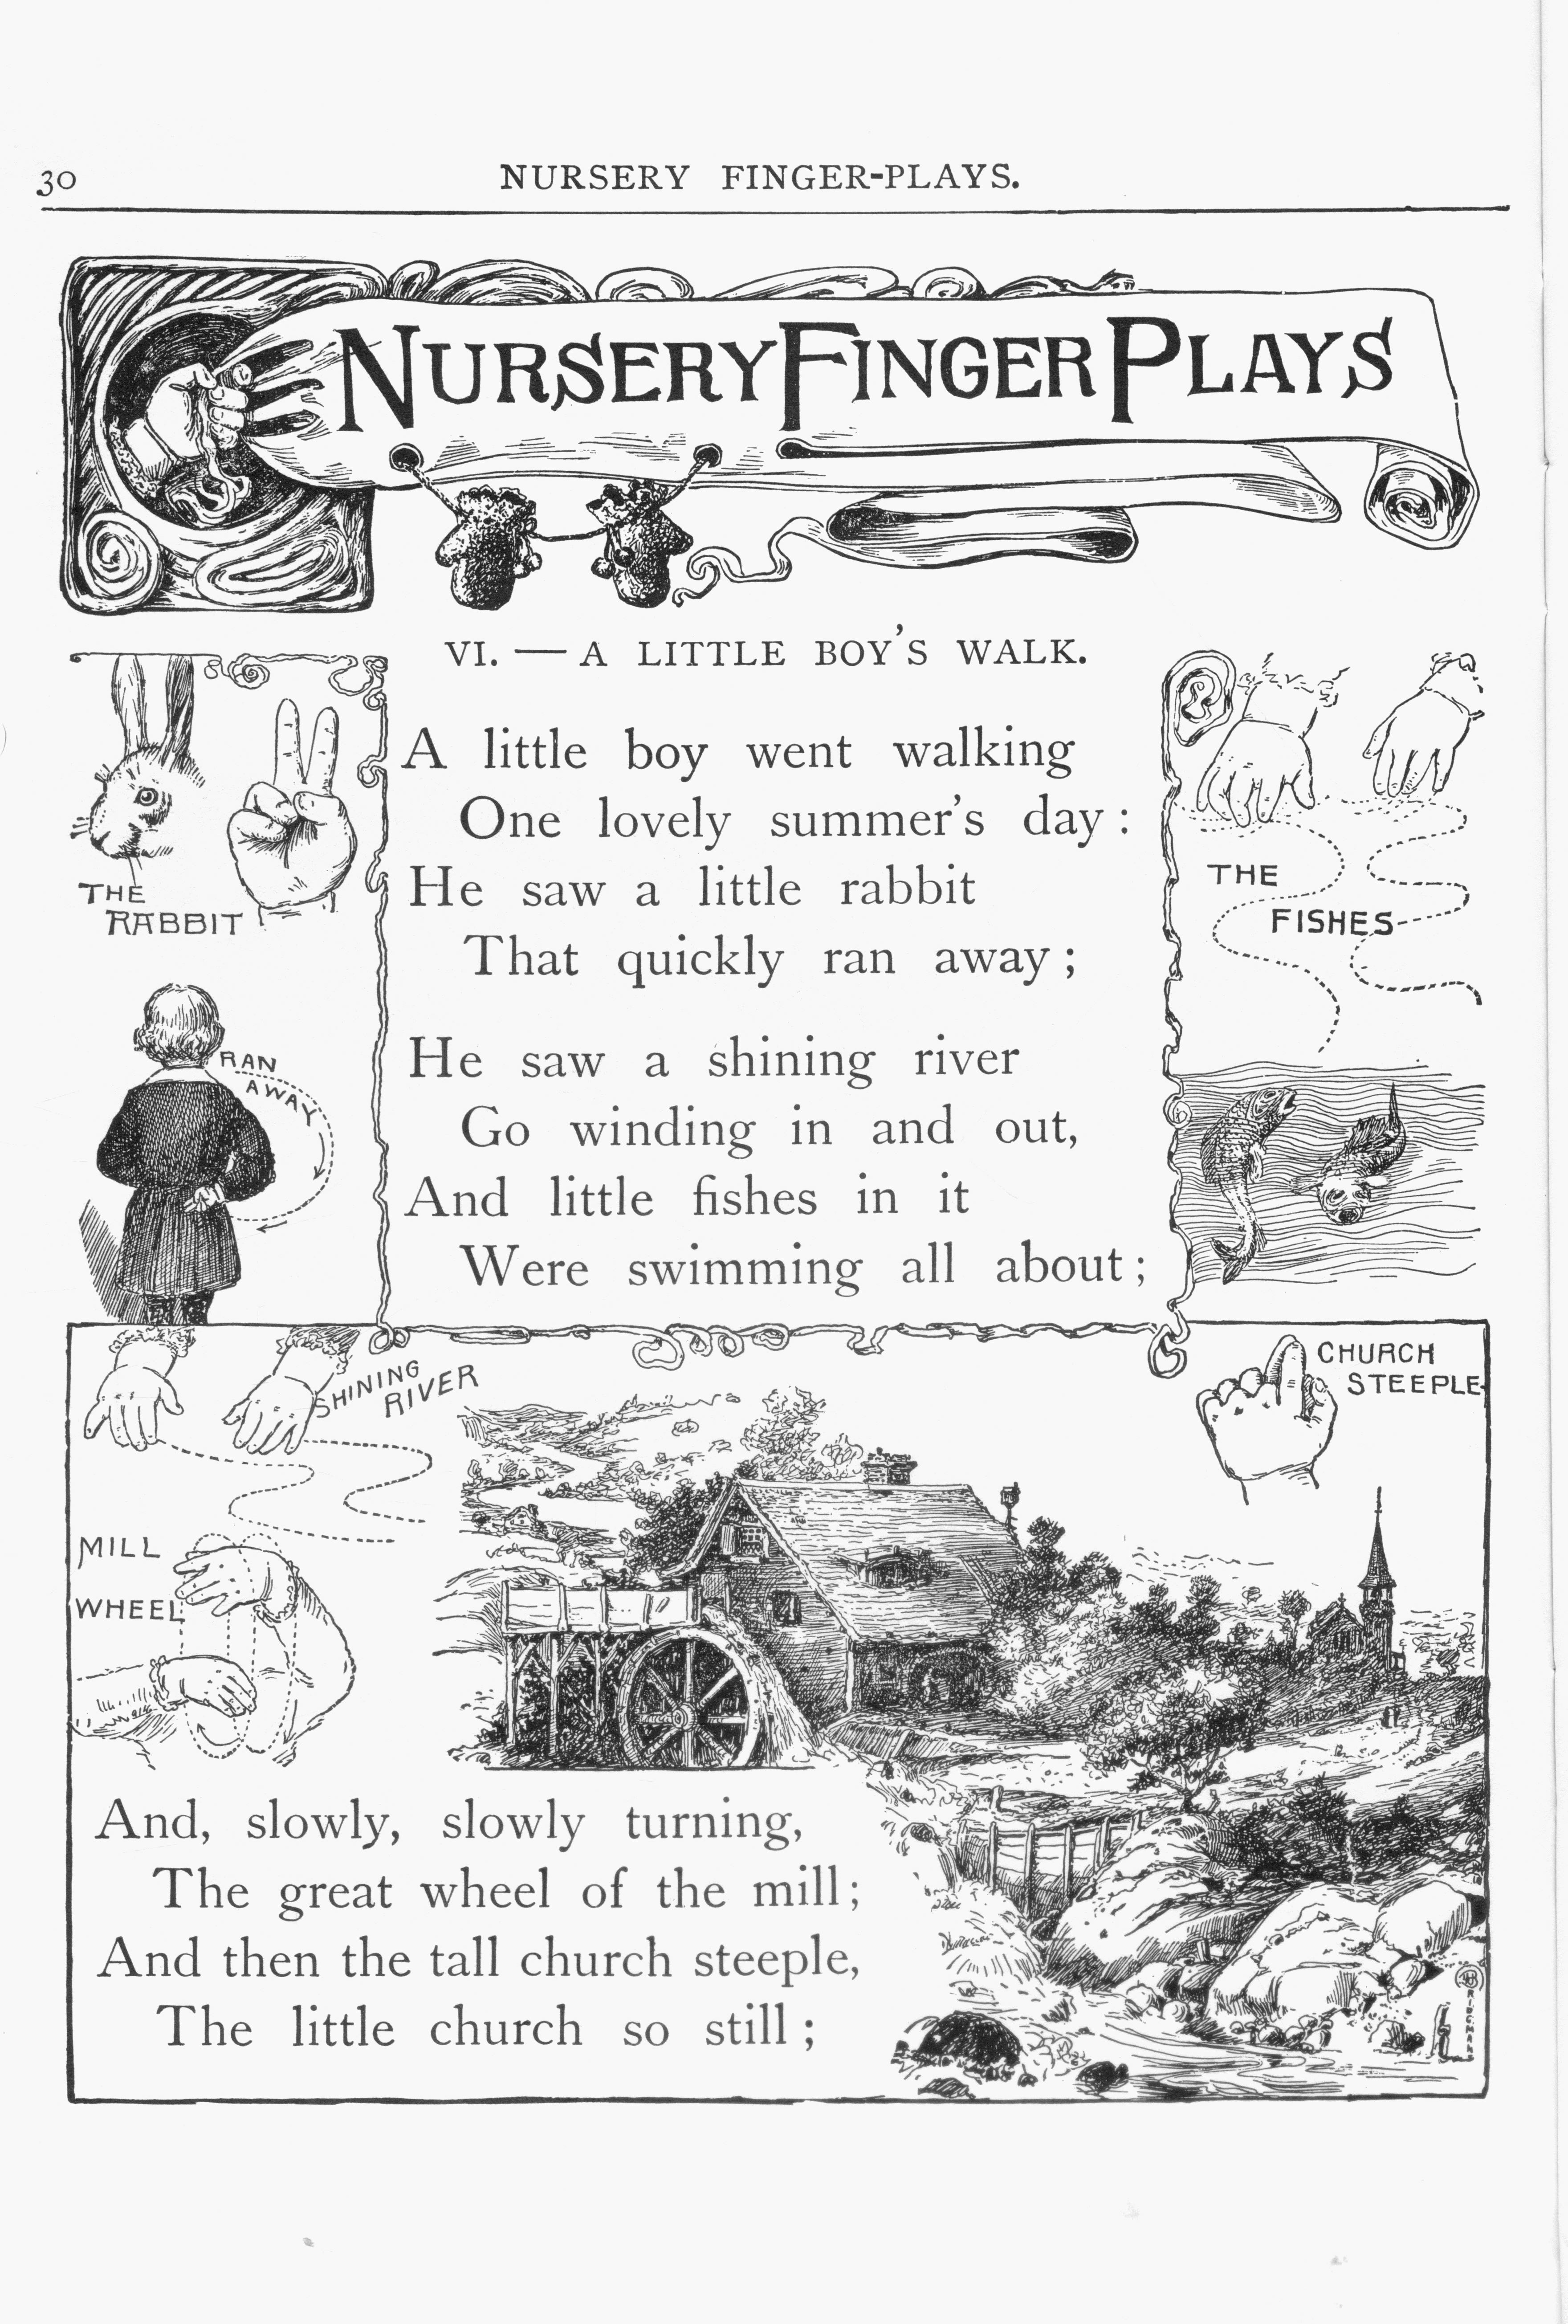 30
NURSERY FINGER-PLAYS.
NURSERY FINGER PLAYS
VI. — A LITTLE BOY'S WALK.
A little boy went walking
One lovely summer's day :
He saw a little rabbit
That quickly ran away ;
He saw a shining river
Go winding in and out,
And little fishes in it
Were swimming all about ;
THE
RABBIT
RAN
AWAY
THE
FISHES
SHINING
RIVER
CHURCH
STEEPLE
MILL
WHEEL
And, slowly, slowly turning,
The great wheel of the mill ;
And then the tall church steeple,
The little church so still ;
BRIDGMAN